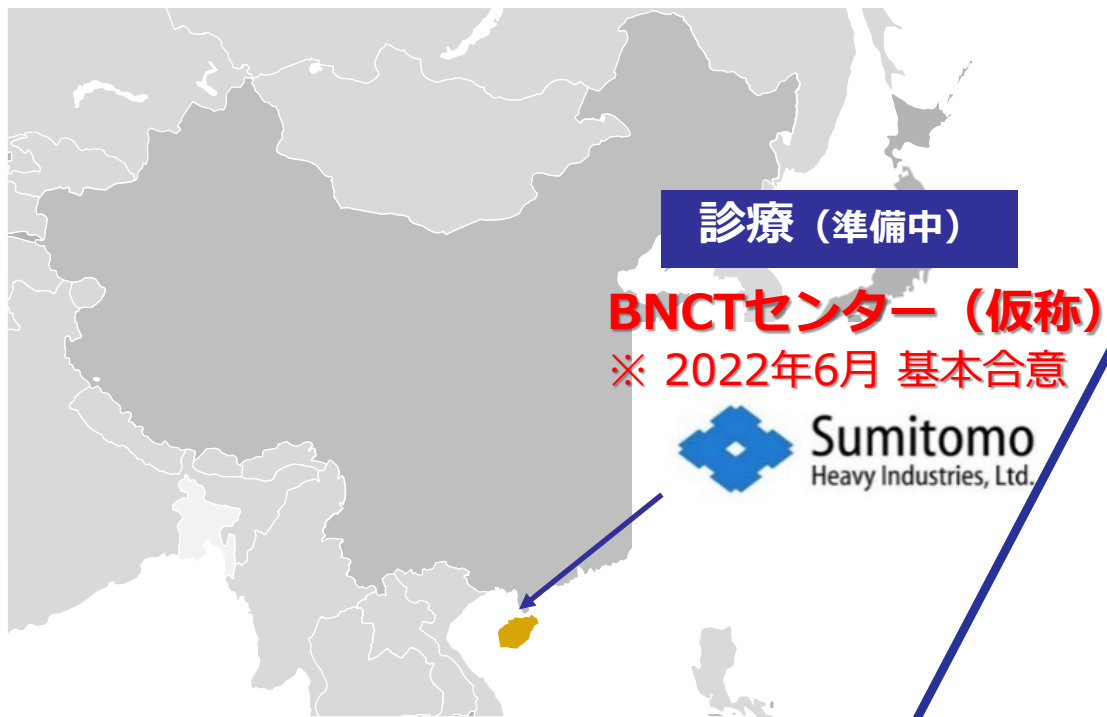 診療（準備中）
BNCTセンター（仮称）
※ 2022年6月 基本合意
Sumitomo
Heavy Industries, Ltd.